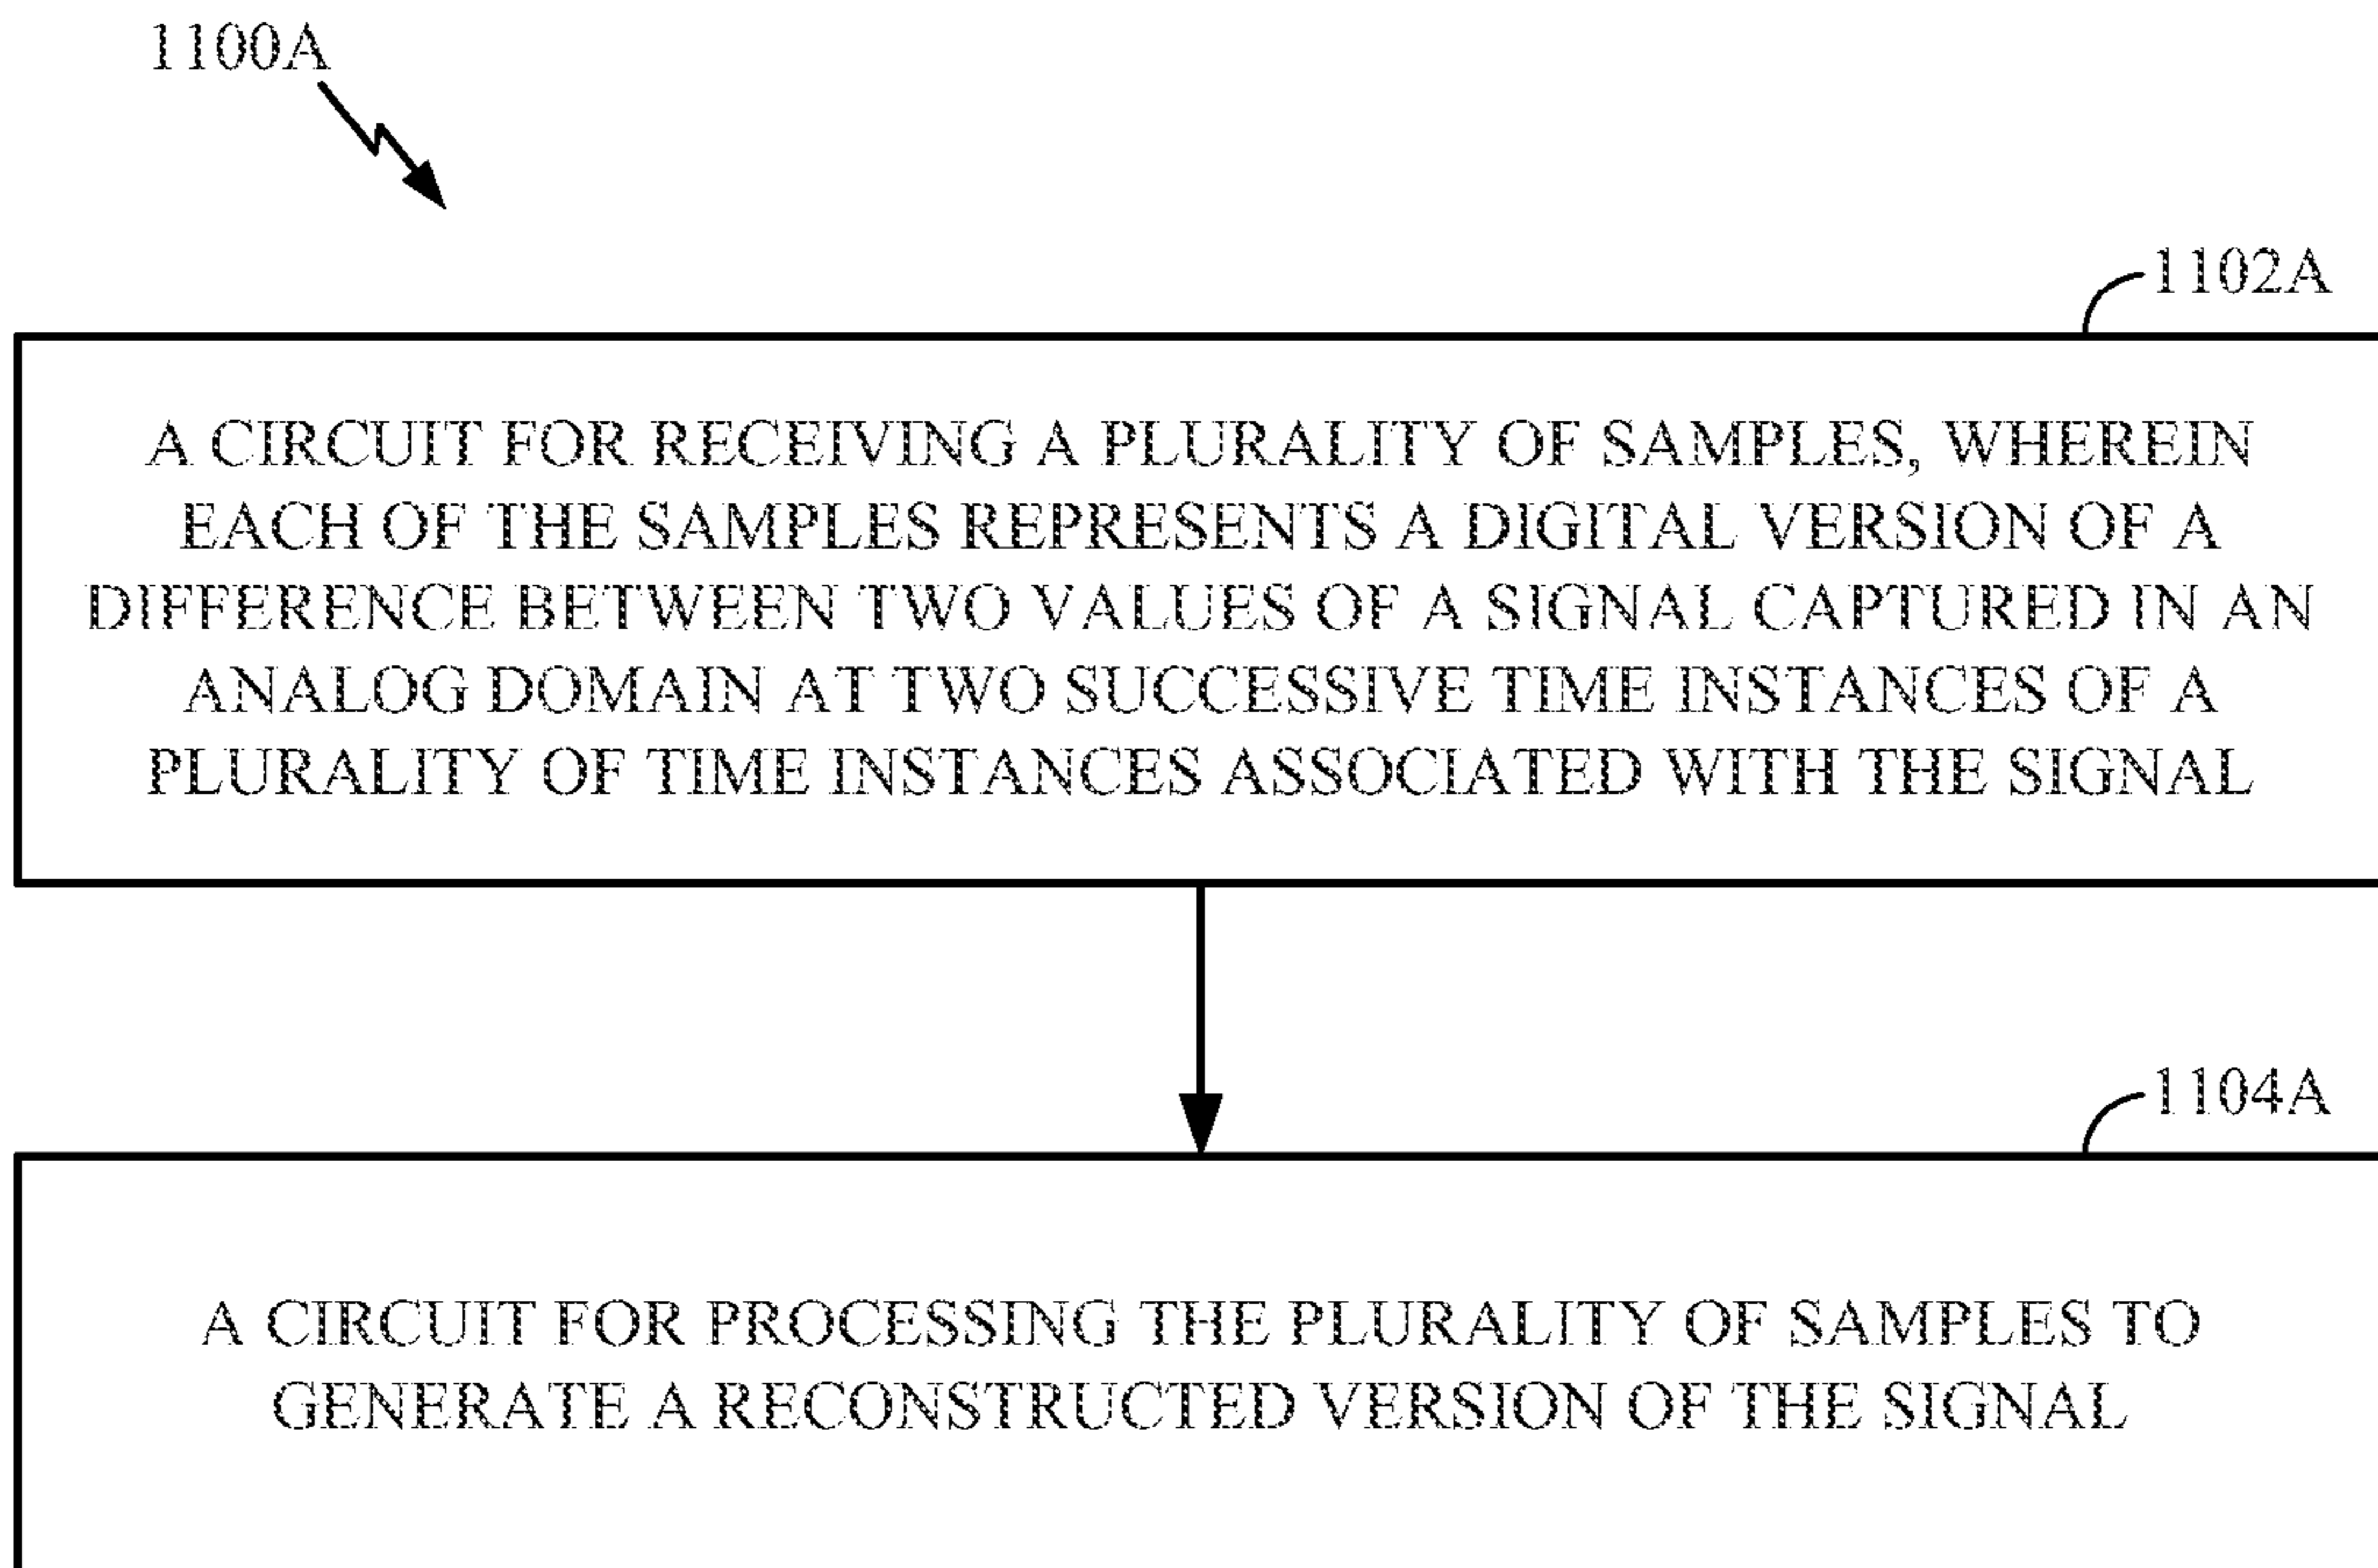 1100A
1102A
A CIRCUIT FOR RECEIVING A PLURALITY OF SAMPLES, WHEREIN
EACH OF THE SAMPLES REPRESENTS A DIGITAL VERSION OF A
DIFFERENCE BETWEEN TWO VALUES OF A SIGNAL CAPTURED IN AN
ANALOG DOMAIN AT TWO SUCCESSIVE TIME INSTANCES OF A
PLURALITY OF TIME INSTANCES ASSOCIATED WITH THE SIGNAL
1104A
A CIRCUIT FOR PROCESSING THE PLURALITY OF SAMPLES TO
GENERATE A RECONSTRUCTED VERSION OF THE SIGNAL